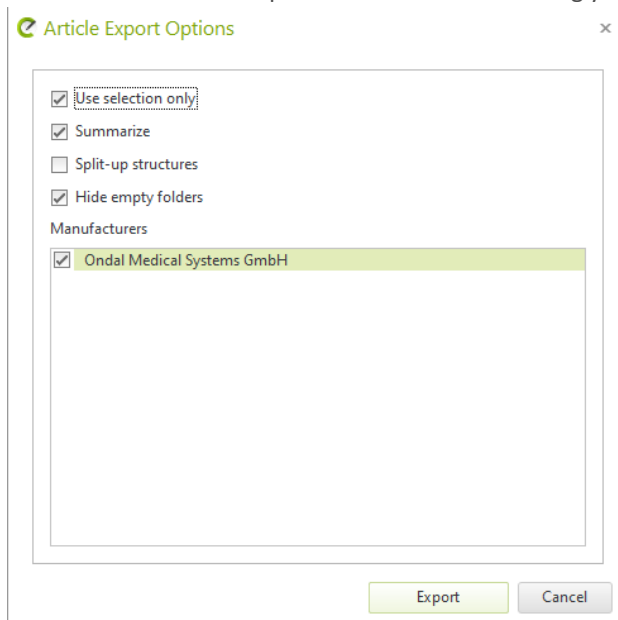 Article Export Options
Use selection only
Summarize
Split-up structures
Hide empty folders
Manufacturers
Ondal Medical Systems GmbH
Export Cancel